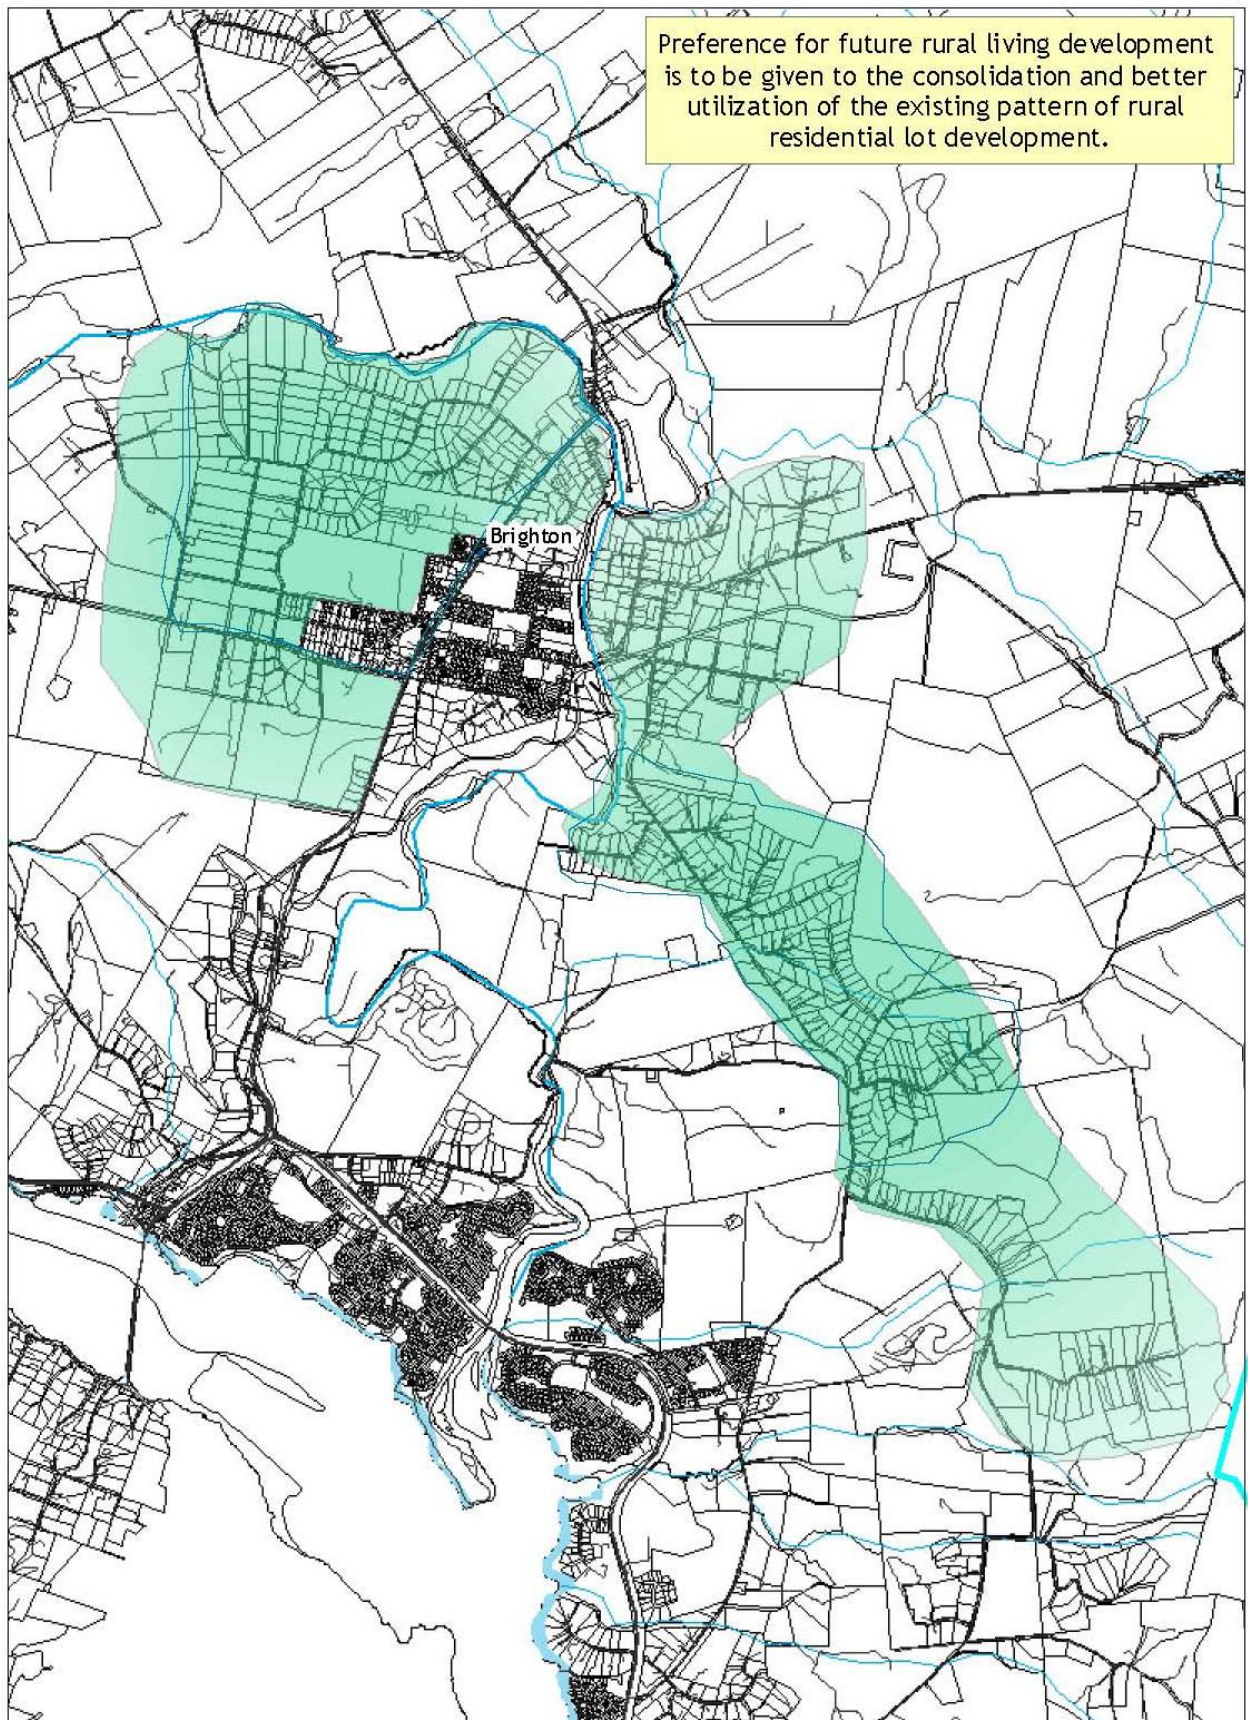 Preference for future rural living development
is to be given to the consolidation and better
utilization of the existing pattern of rural
residential lot development.
Brighton